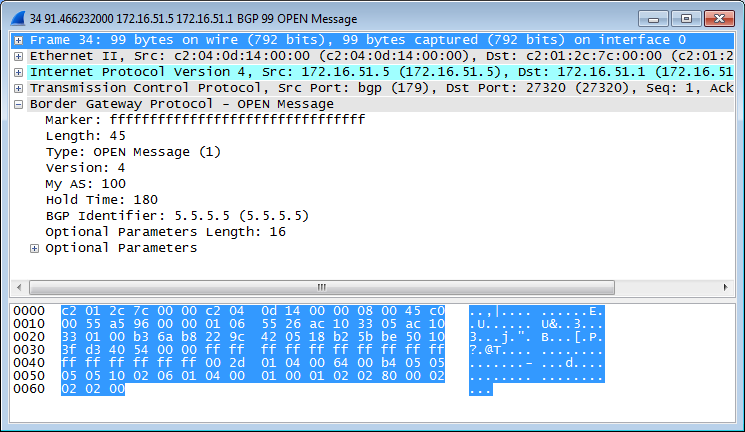 34 91.466232000 172.16.51.5 172.16.51.1 BGP 99 OPEN Message
Frame 34: 99 bytes on wire (792 bits), 99 bytes captured (792 bits) on interface 0
Ethernet II, Src: c2:04:0d:14:00:00 (c2:04:0d:14:00:00), Dst: c2:01:2c:7c:00:00 (c2:01:2
Internet Protocol Version 4, Src: 172.16.51.5 (172.16.51.5), Dst: 172.16.51.1 (172.16.51
Transmission Control Protocol, Src Port: bgp (179), Dst Port: 27320 (27320), Seq: 1, Ack
Border Gateway Protocol - OPEN Message
Marker: ffffffffffffffffffffffffffffffff
Length: 45
Type: OPEN Message (1)
Version: 4
My AS: 100
Hold Time: 180
BGP Identifier: 5.5.5.5 (5.5.5.5)
Optional Parameters Length: 16
Optional Parameters
0000 c2 01 2c 7c 00 00 c2 04 0d 14 00 00 08 00 45 c0 ..,|.... ......E.
0010 00 55 a5 96 00 00 01 06 55 26 ac 10 33 05 ac 10 .U...... U&..3...
0020 33 01 00 b3 6a b8 22 9c 42 05 18 b2 5b be 50 10 3...j.". B...[.P.
0030 3f d3 40 54 00 00 ff ff ff ff ff ff ff ff ff ff ?.@T.... ........
0040 ff ff ff ff ff ff 00 2d 01 04 00 64 00 b4 05 05 .......- ...d....
0050 05 05 10 02 06 01 04 00 01 00 01 02 02 80 00 02 ........ ........
0060 02 02 00 ...